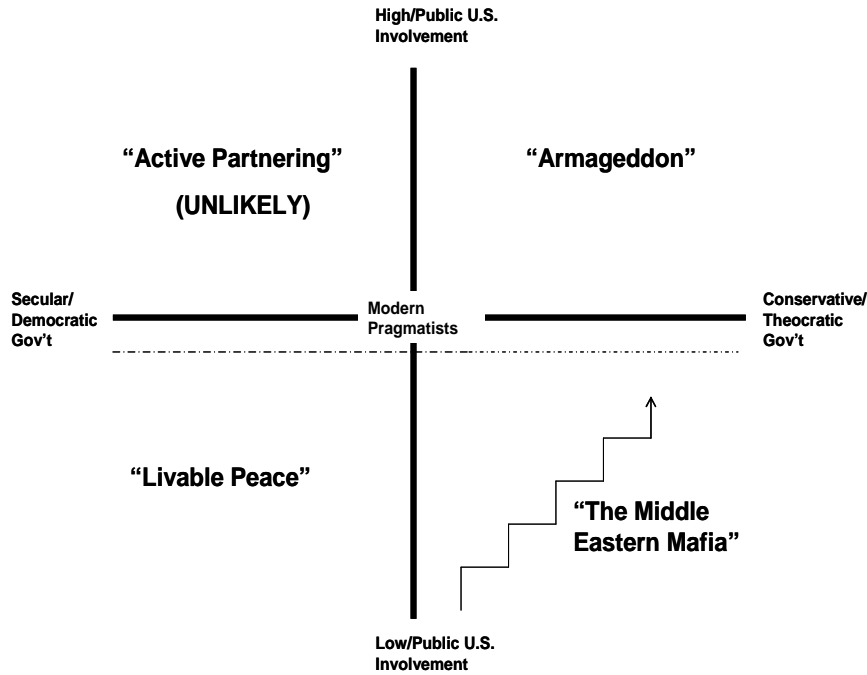 High/Public U.S.
Involvement
“Active Partnering”
(UNLIKELY)
“Armageddon”
Secular/
Democratic
Gov’t
Modern
Pragmatists
Conservative/
Theocratic
Gov’t
“Livable Peace”
“The Middle
Eastern Mafia”
Low/Public U.S.
Involvement